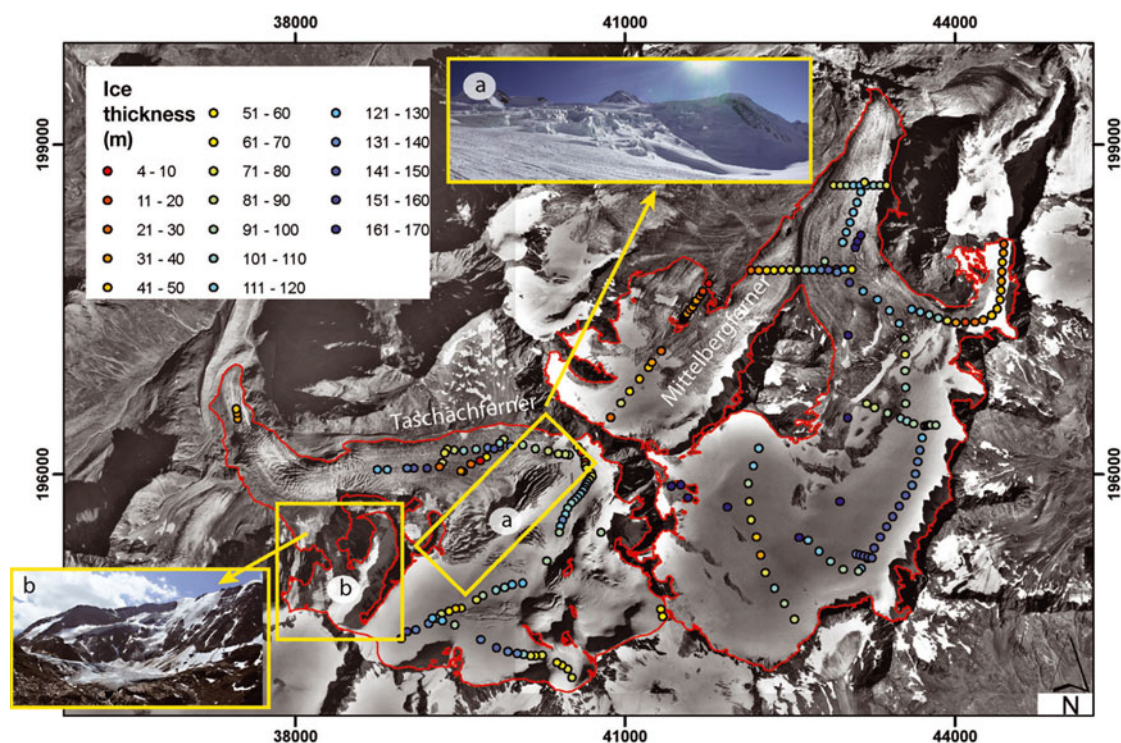 38000
41000
44000
Ice
thickness
(m)
4 - 10
11 - 20
21 - 30
31 - 40
41 - 50
51 - 60
61 - 70
71 - 80
81 - 90
91 - 100
101 - 110
111 - 120
121 - 130
131 - 140
141 - 150
151 - 160
161 - 170
a
199000
199000
Mittelbergferner
Taschachferner
196000
196000
a
b
b
N
38000
41000
44000